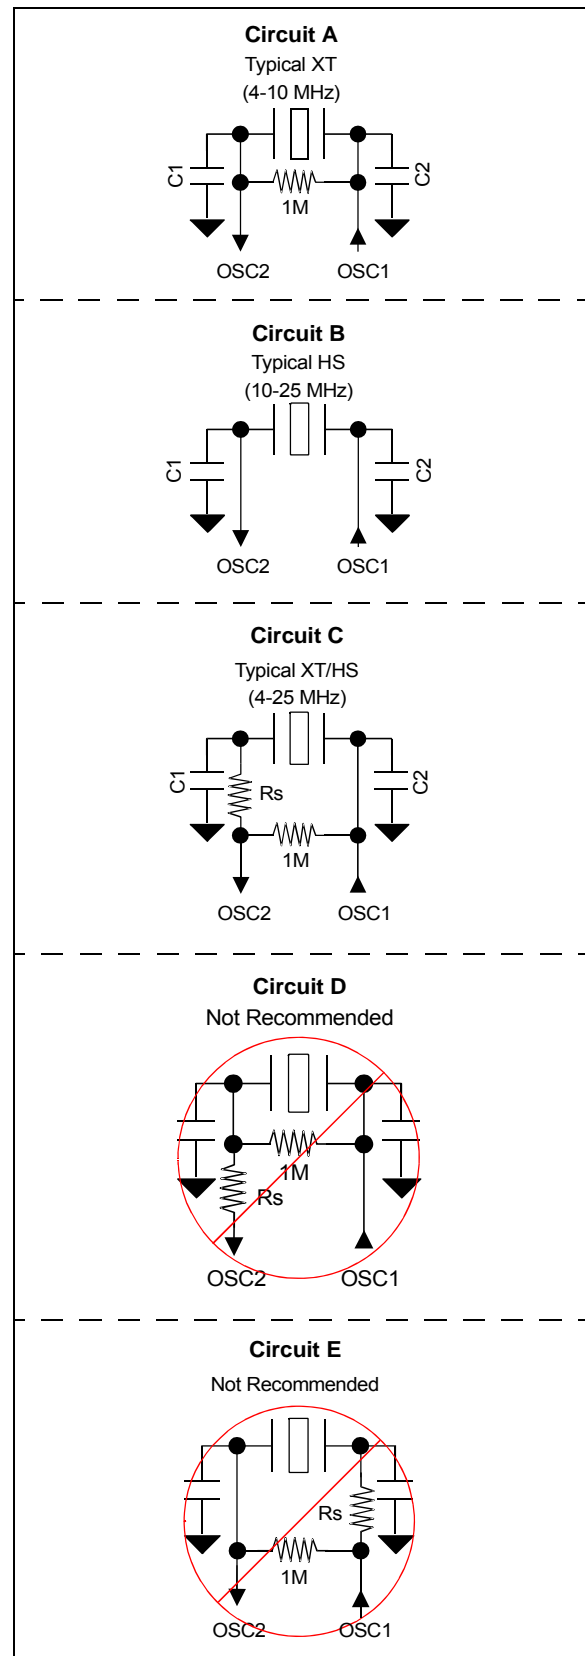 Circuit A
Typical XT
(4-10 MHz)
C1
C2
1M
OSC2 OSC1
Circuit B
Typical HS
(10-25 MHz)
C1
C2
OSC2 OSC1
Circuit C
Typical XT/HS
(4-25 MHz)
C1
Rs
C2
1M
OSC2 OSC1
Circuit D
Not Recommended
1M
Rs
OSC2 OSC1
Circuit E
Not Recommended
Rs
1M
OSC2 OSC1